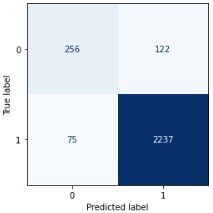 True label
0 256 122
1 75 2237
0 1
Predicted label